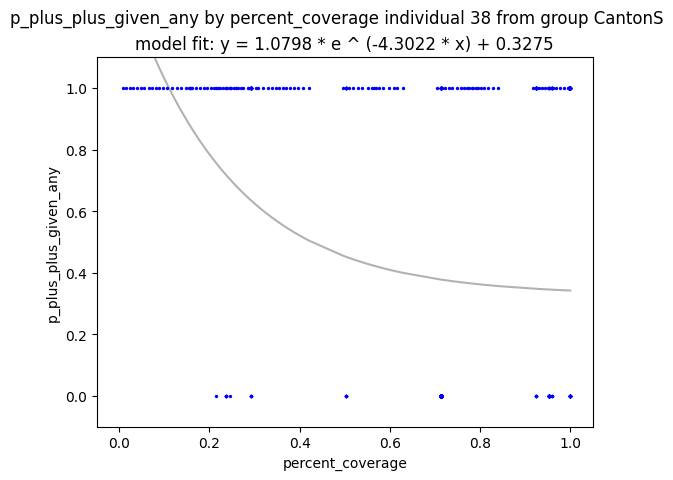 p_plus_plus_given_any by percent_coverage individual 38 from group CantonS
model fit: y = 1.0798 * e ^ (-4.3022 * x) + 0.3275
1.0
0.8
0.6
0.4
0.2
0.0
p_plus_plus_given_any
0.0 0.2 0.4 0.6 0.8 1.0
percent_coverage